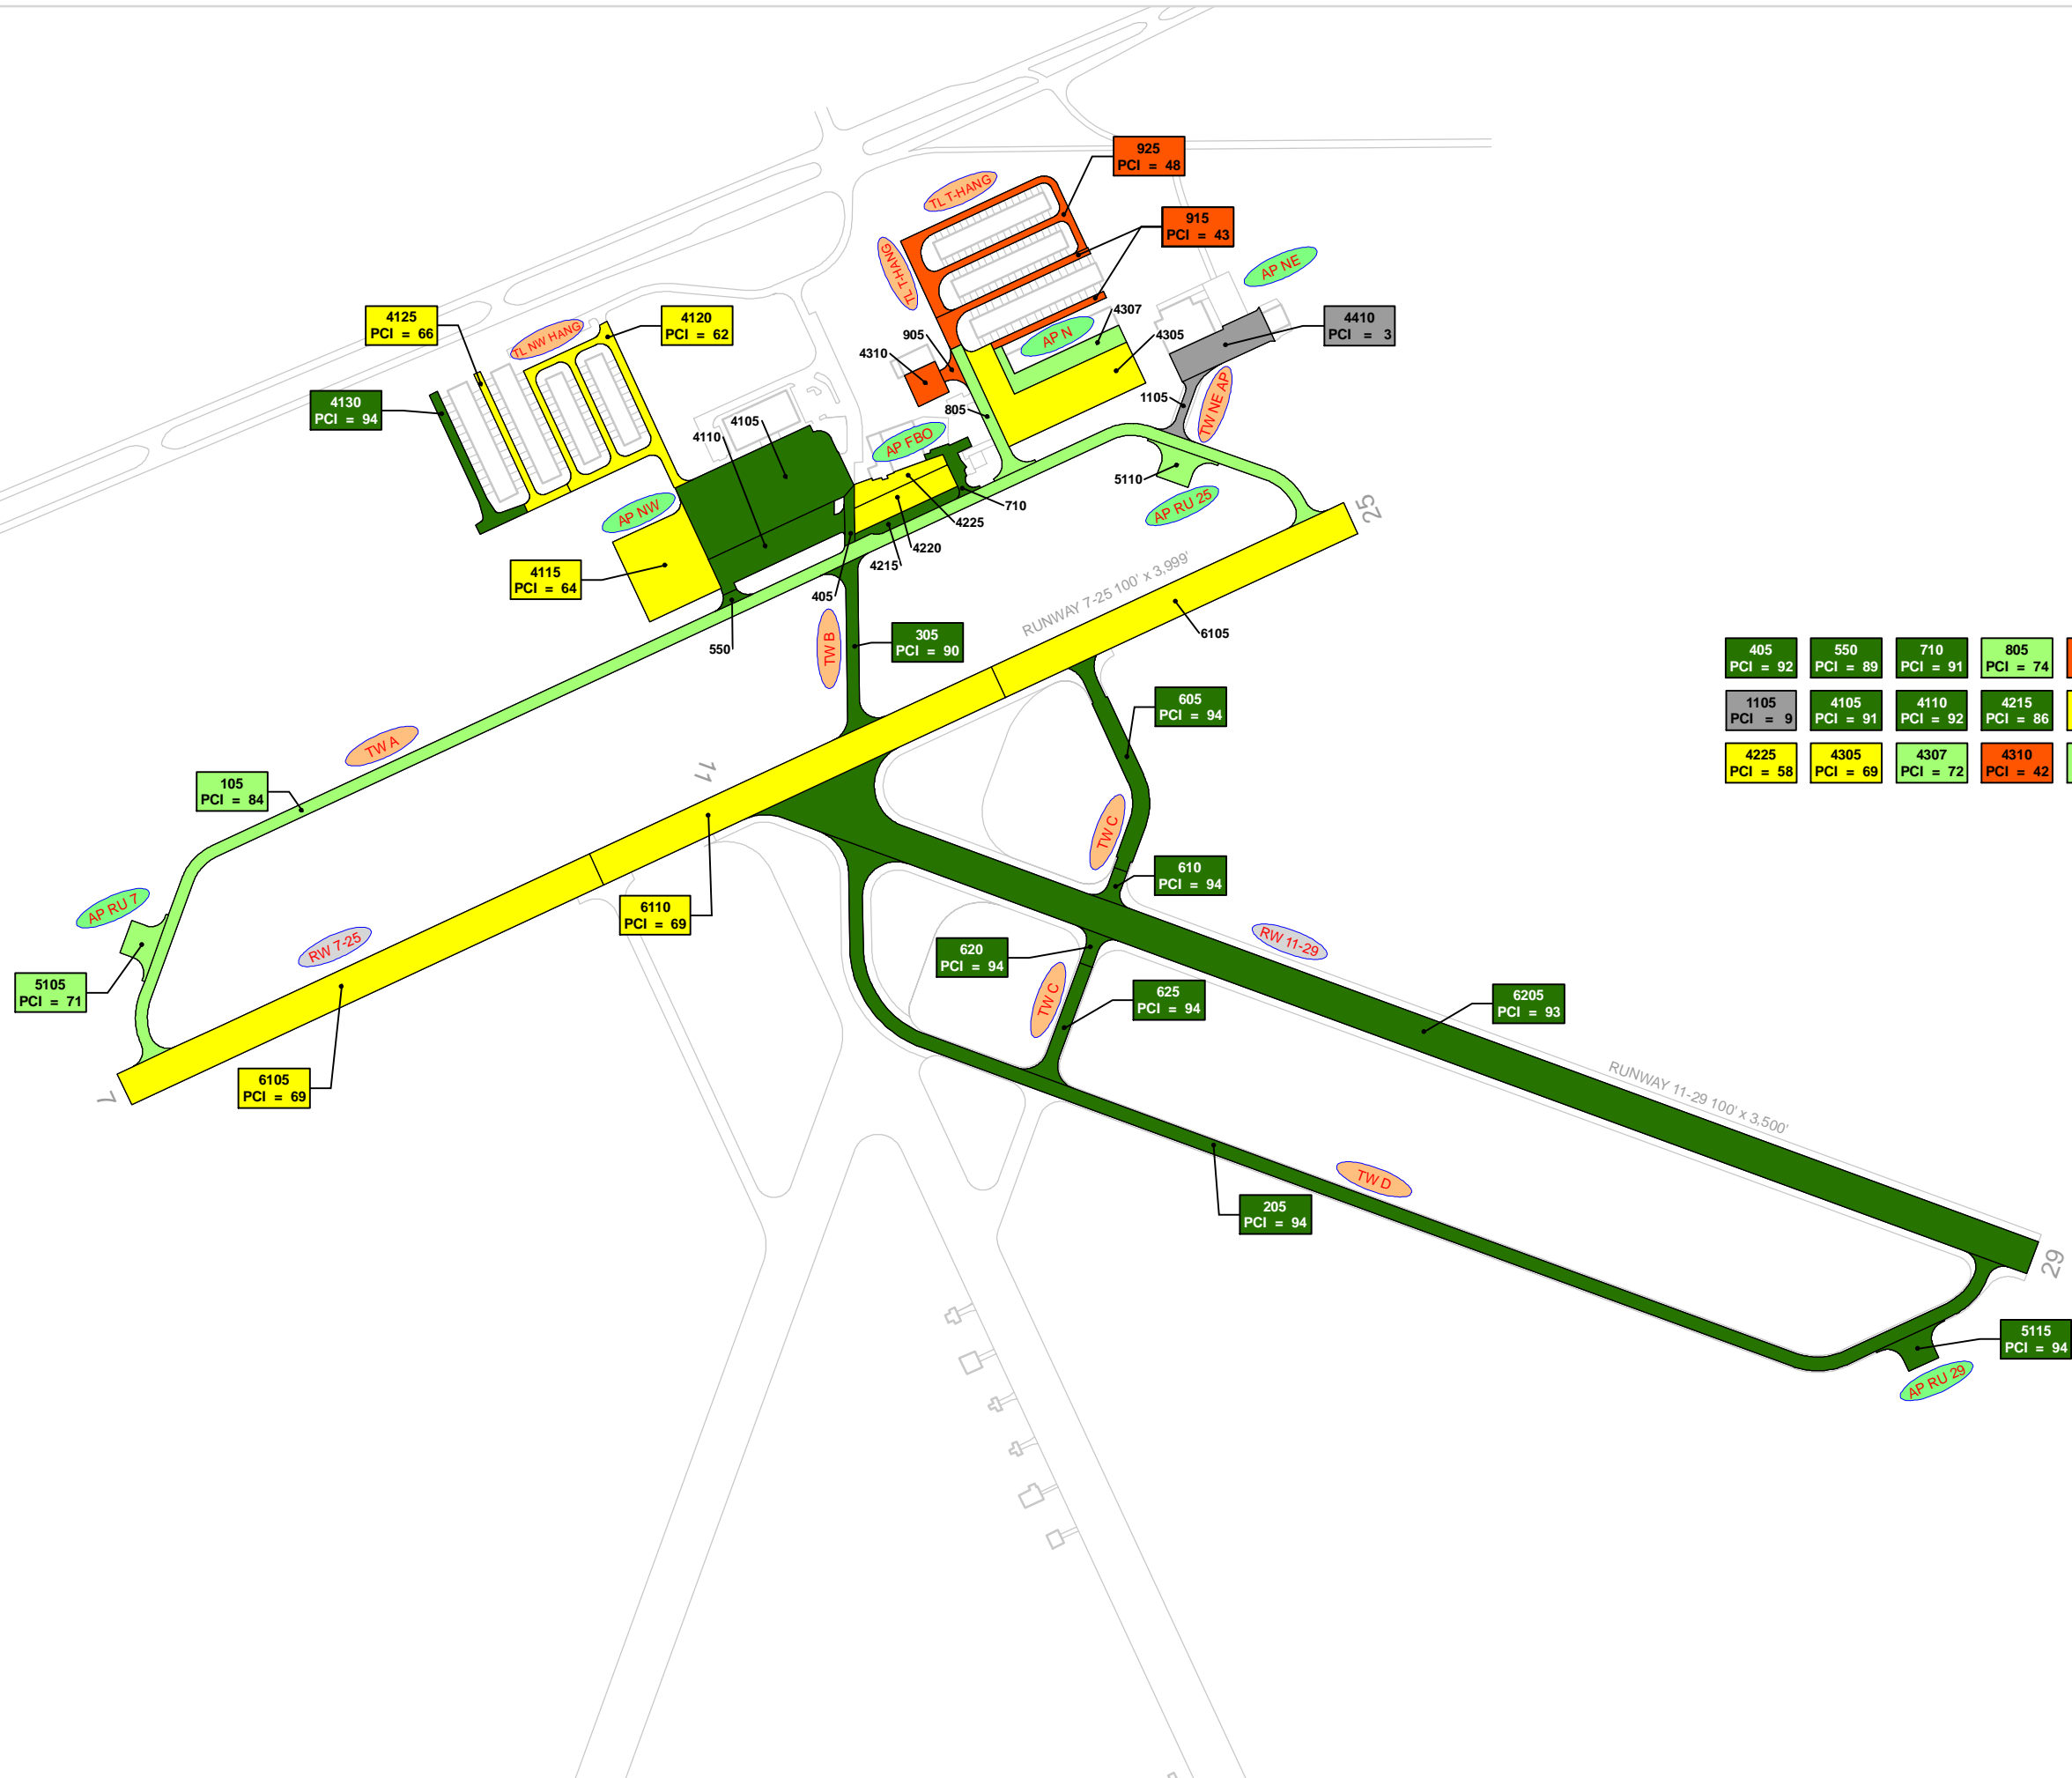 925
PCI = 48
TL T-HANG
915
PCI = 43
TL T-HANG
AP NE
4125
PCI = 66
4120
PCI = 62
4307
4410
PCI = 3
TL NW HANG
905
AP N
4305
4310
4130
PCI = 94
1105
TW NE AP
805
4105
4110
AP FBO
5110
AP NW
710
AP RU 25
25
4225
4220
4215
4115
PCI = 64
405
RUNWAY 7-25 100' x 3,999'
550
TW B
305
PCI = 90
6105
405
PCI = 92
550
PCI = 89
710
PCI = 91
805
PCI = 74
1105
PCI = 9
4105
PCI = 91
4110
PCI = 92
4215
PCI = 86
4225
PCI = 58
4305
PCI = 69
4307
PCI = 72
4310
PCI = 42
605
PCI = 94
TW A
11
105
PCI = 84
TW C
610
PCI = 94
AP RU 7
6110
PCI = 69
RW 7-25
RW 11-29
620
PCI = 94
5105
PCI = 71
TW C
625
PCI = 94
6205
PCI = 93
7
6105
PCI = 69
RUNWAY 11-29 100' x 3,500'
TW D
205
PCI = 94
29
5115
PCI = 94
AP RU 29